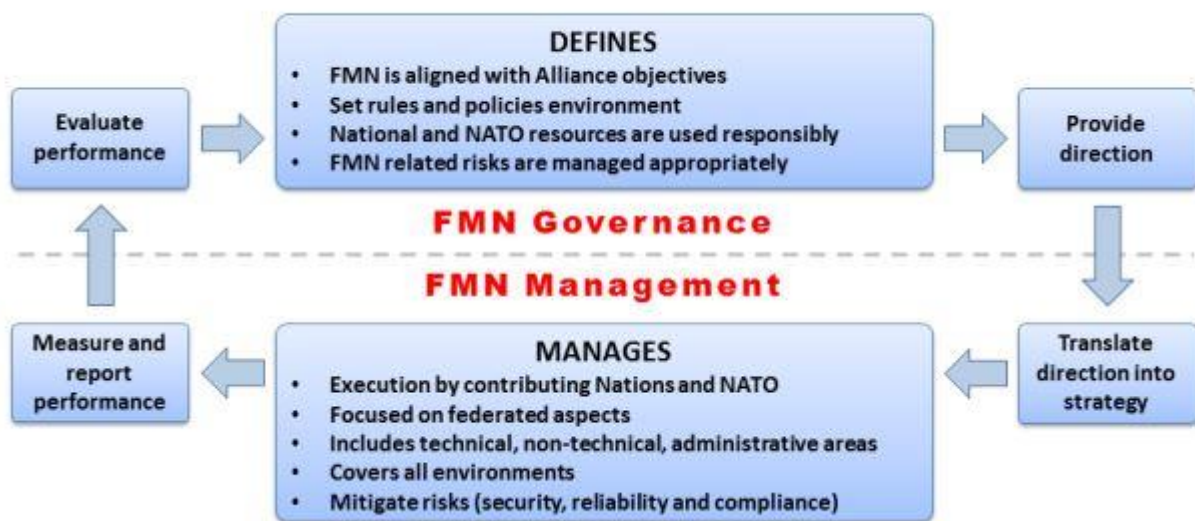 DEFINES
• FMN is aligned with Alliance objectives
• Set rules and policies environment
• National and NATO resources are used responsibly
• FMN related risks are managed appropriately
Evaluate
performance
Provide
direction
FMN Governance
FMN Management
Measure and
report
performance
MANAGES
• Execution by contributing Nations and NATO
• Focused on federated aspects
• Includes technical, non-technical, administrative areas
• Covers all environments
• Mitigate risks (security, reliability and compliance)
Translate
direction into
strategy